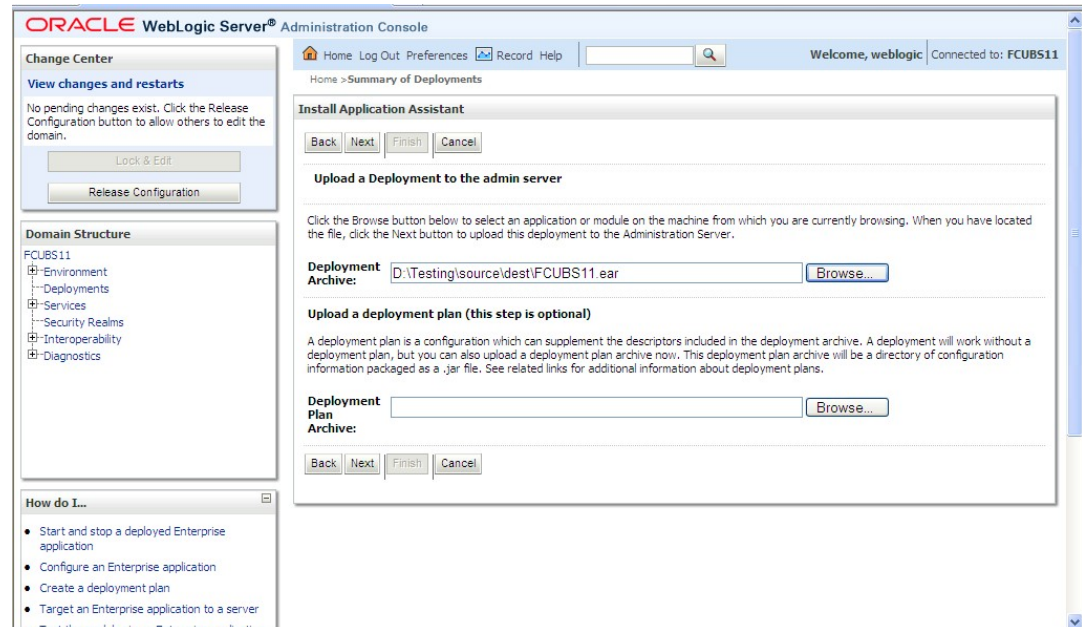 ORACLE WebLogic Server® Administration Console
Change Center
View changes and restarts
No pending changes exist. Click the Release
Configuration button to allow others to edit the
domain.
Lock & Edit
Release Configuration
Domain Structure
FCUBS11
Environment
Deployments
Services
Security Realms
Interoperability
Diagnostics
How do I...
Start and stop a deployed Enterprise
application
Configure an Enterprise application
Create a deployment plan
Target an Enterprise application to a server
Home Log Out Preferences Record Help
Welcome, weblogic Connected to: FCUBS11
Home >Summary of Deployments
Install Application Assistant
Back Next Finish Cancel
Upload a Deployment to the admin server
Click the Browse button below to select an application or module on the machine from which you are currently browsing. When you have located
the file, click the Next button to upload this deployment to the Administration Server.
Deployment
Archive:
D:\Testing\source\dest\FCUBS11.ear
Browse...
Upload a deployment plan (this step is optional)
A deployment plan is a configuration which can supplement the descriptors included in the deployment archive. A deployment will work without a
deployment plan, but you can also upload a deployment plan archive now. This deployment plan archive will be a directory of configuration
information packaged as a .jar file. See related links for additional information about deployment plans.
Deployment
Plan
Archive:
Browse...
Back Next Finish Cancel